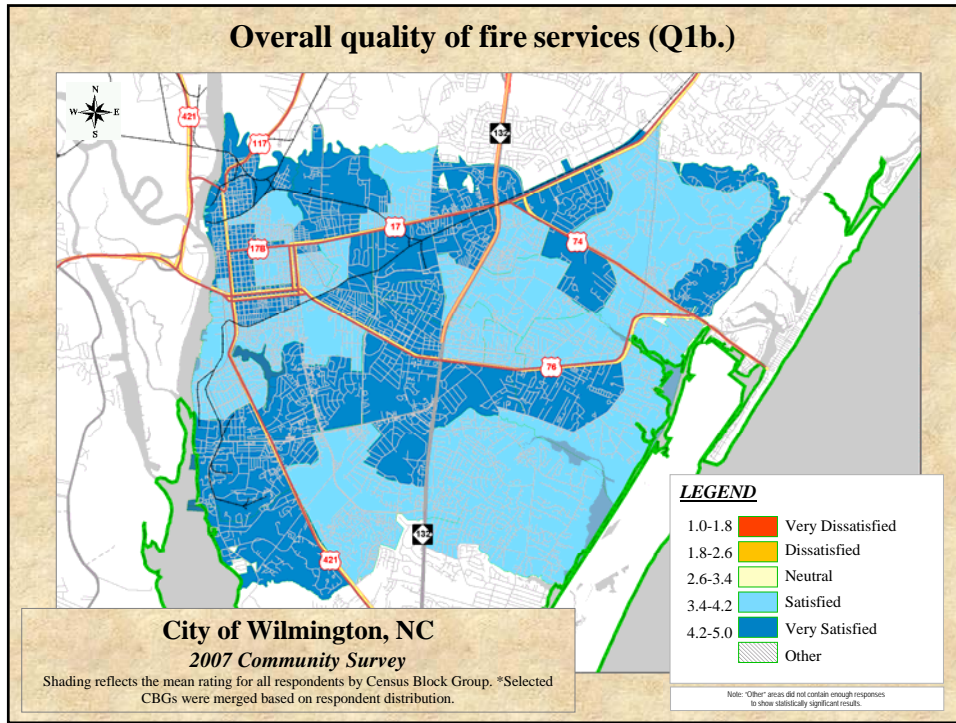 Overall quality of fire services (Q1b.)
N
W E
S
421
117
132
17
17B
74
76
132
421
LEGEND
1.0-1.8 Very Dissatisfied
1.8-2.6 Dissatisfied
2.6-3.4 Neutral
3.4-4.2 Satisfied
4.2-5.0 Very Satisfied
Other
City of Wilmington, NC
2007 Community Survey
Shading reflects the mean rating for all respondents by Census Block Group. *Selected
CBGs were merged based on respondent distribution.
Note: "Other" areas did not contain enough responses
to show statistically significant results.